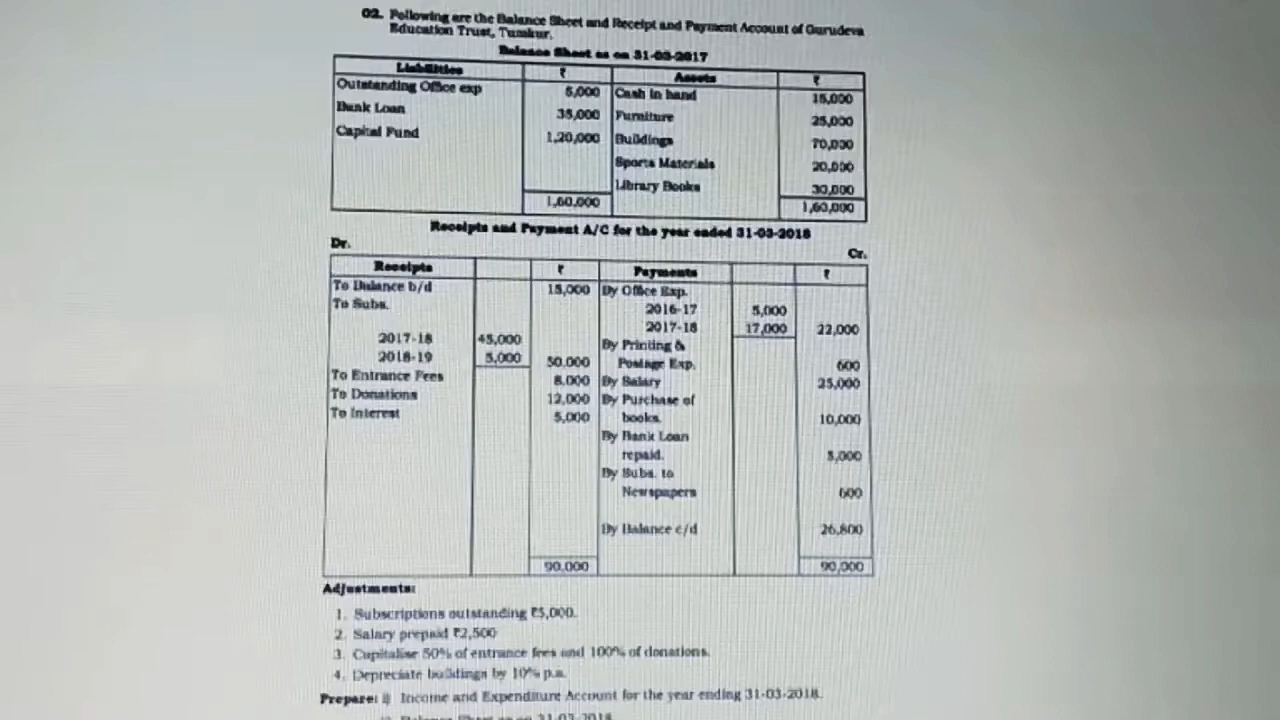 02. Following are the Balance Sheet and Receipt and Payment Account of Gurudeva
Education Trust, Tumkur.
Balance Sheet as on 31-03-2017
Liabilities ₹ Assets ₹
Outstanding Office exp 5,000 Cash in hand 15,000
Bank Loan 35,000 Furniture 25,000
Capital Fund 1,20,000 Buildings 70,000
Sports Materials 20,000
Library Books 30,000
1,60,000 1,60,000
Receipts and Payment A/C for the year ended 31-03-2018
Dr. Cr.
Receipts ₹ Payments ₹
To Balance b/d 15,000 By Office Exp.
To Subs. 2016-17 5,000
2017-18 17,000 22,000
2017-18 45,000 By Printing &
2018-19 5,000 50,000 Postage Exp. 600
To Entrance Fees 8,000 By Salary 25,000
To Donations 12,000 By Purchase of
To Interest 5,000 books. 10,000
By Bank Loan
repaid. 5,000
By Subs. to
Newspapers 600
By Balance c/d 26,800
90,000 90,000
Adjustments:
1. Subscriptions outstanding ₹5,000.
2. Salary prepaid ₹2,500
3. Capitalise 50% of entrance fees and 100% of donations.
4. Depreciate buildings by 10% p.a.
Prepare: i) Income and Expenditure Account for the year ending 31-03-2018.
Balance Sheet as on 31-03-2018